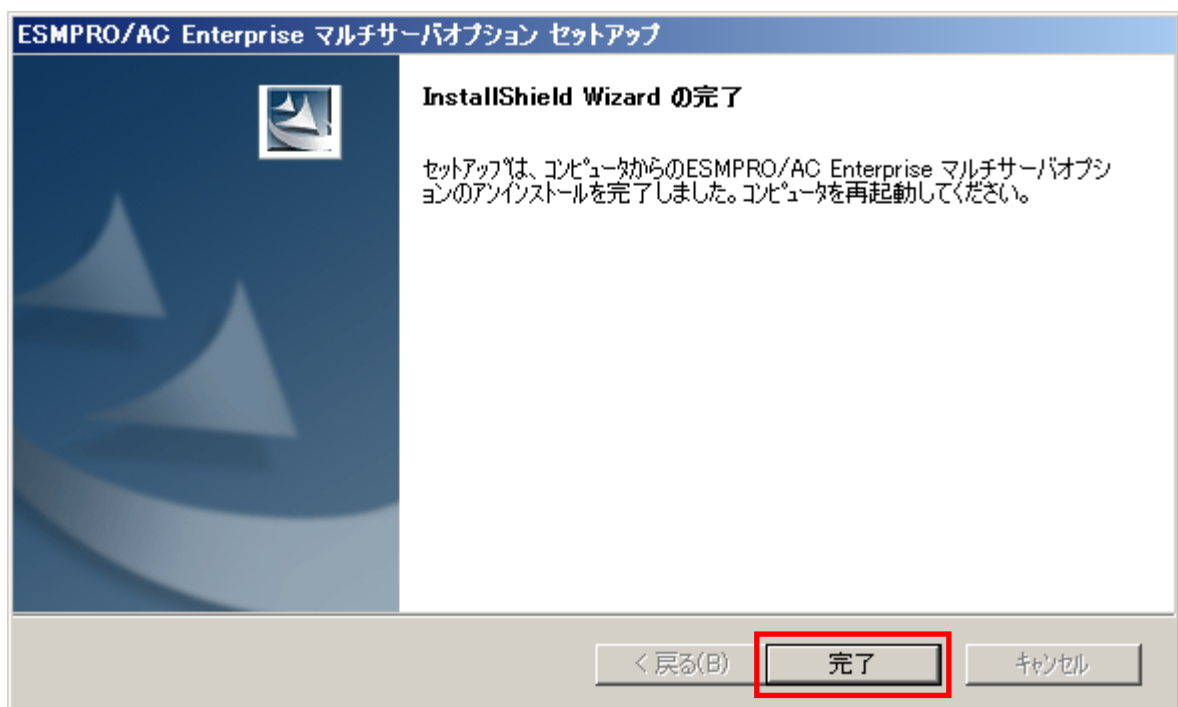 ESMPRO/AC Enterprise マルチサーバオプション セットアップ
InstallShield Wizard の完了
セットアップは、コンピュータからのESMPRO/AC Enterprise マルチサーバオプシ
ョンのアンインストールを完了しました。コンピュータを再起動してください。
< 戻る(B)
完了
キャンセル